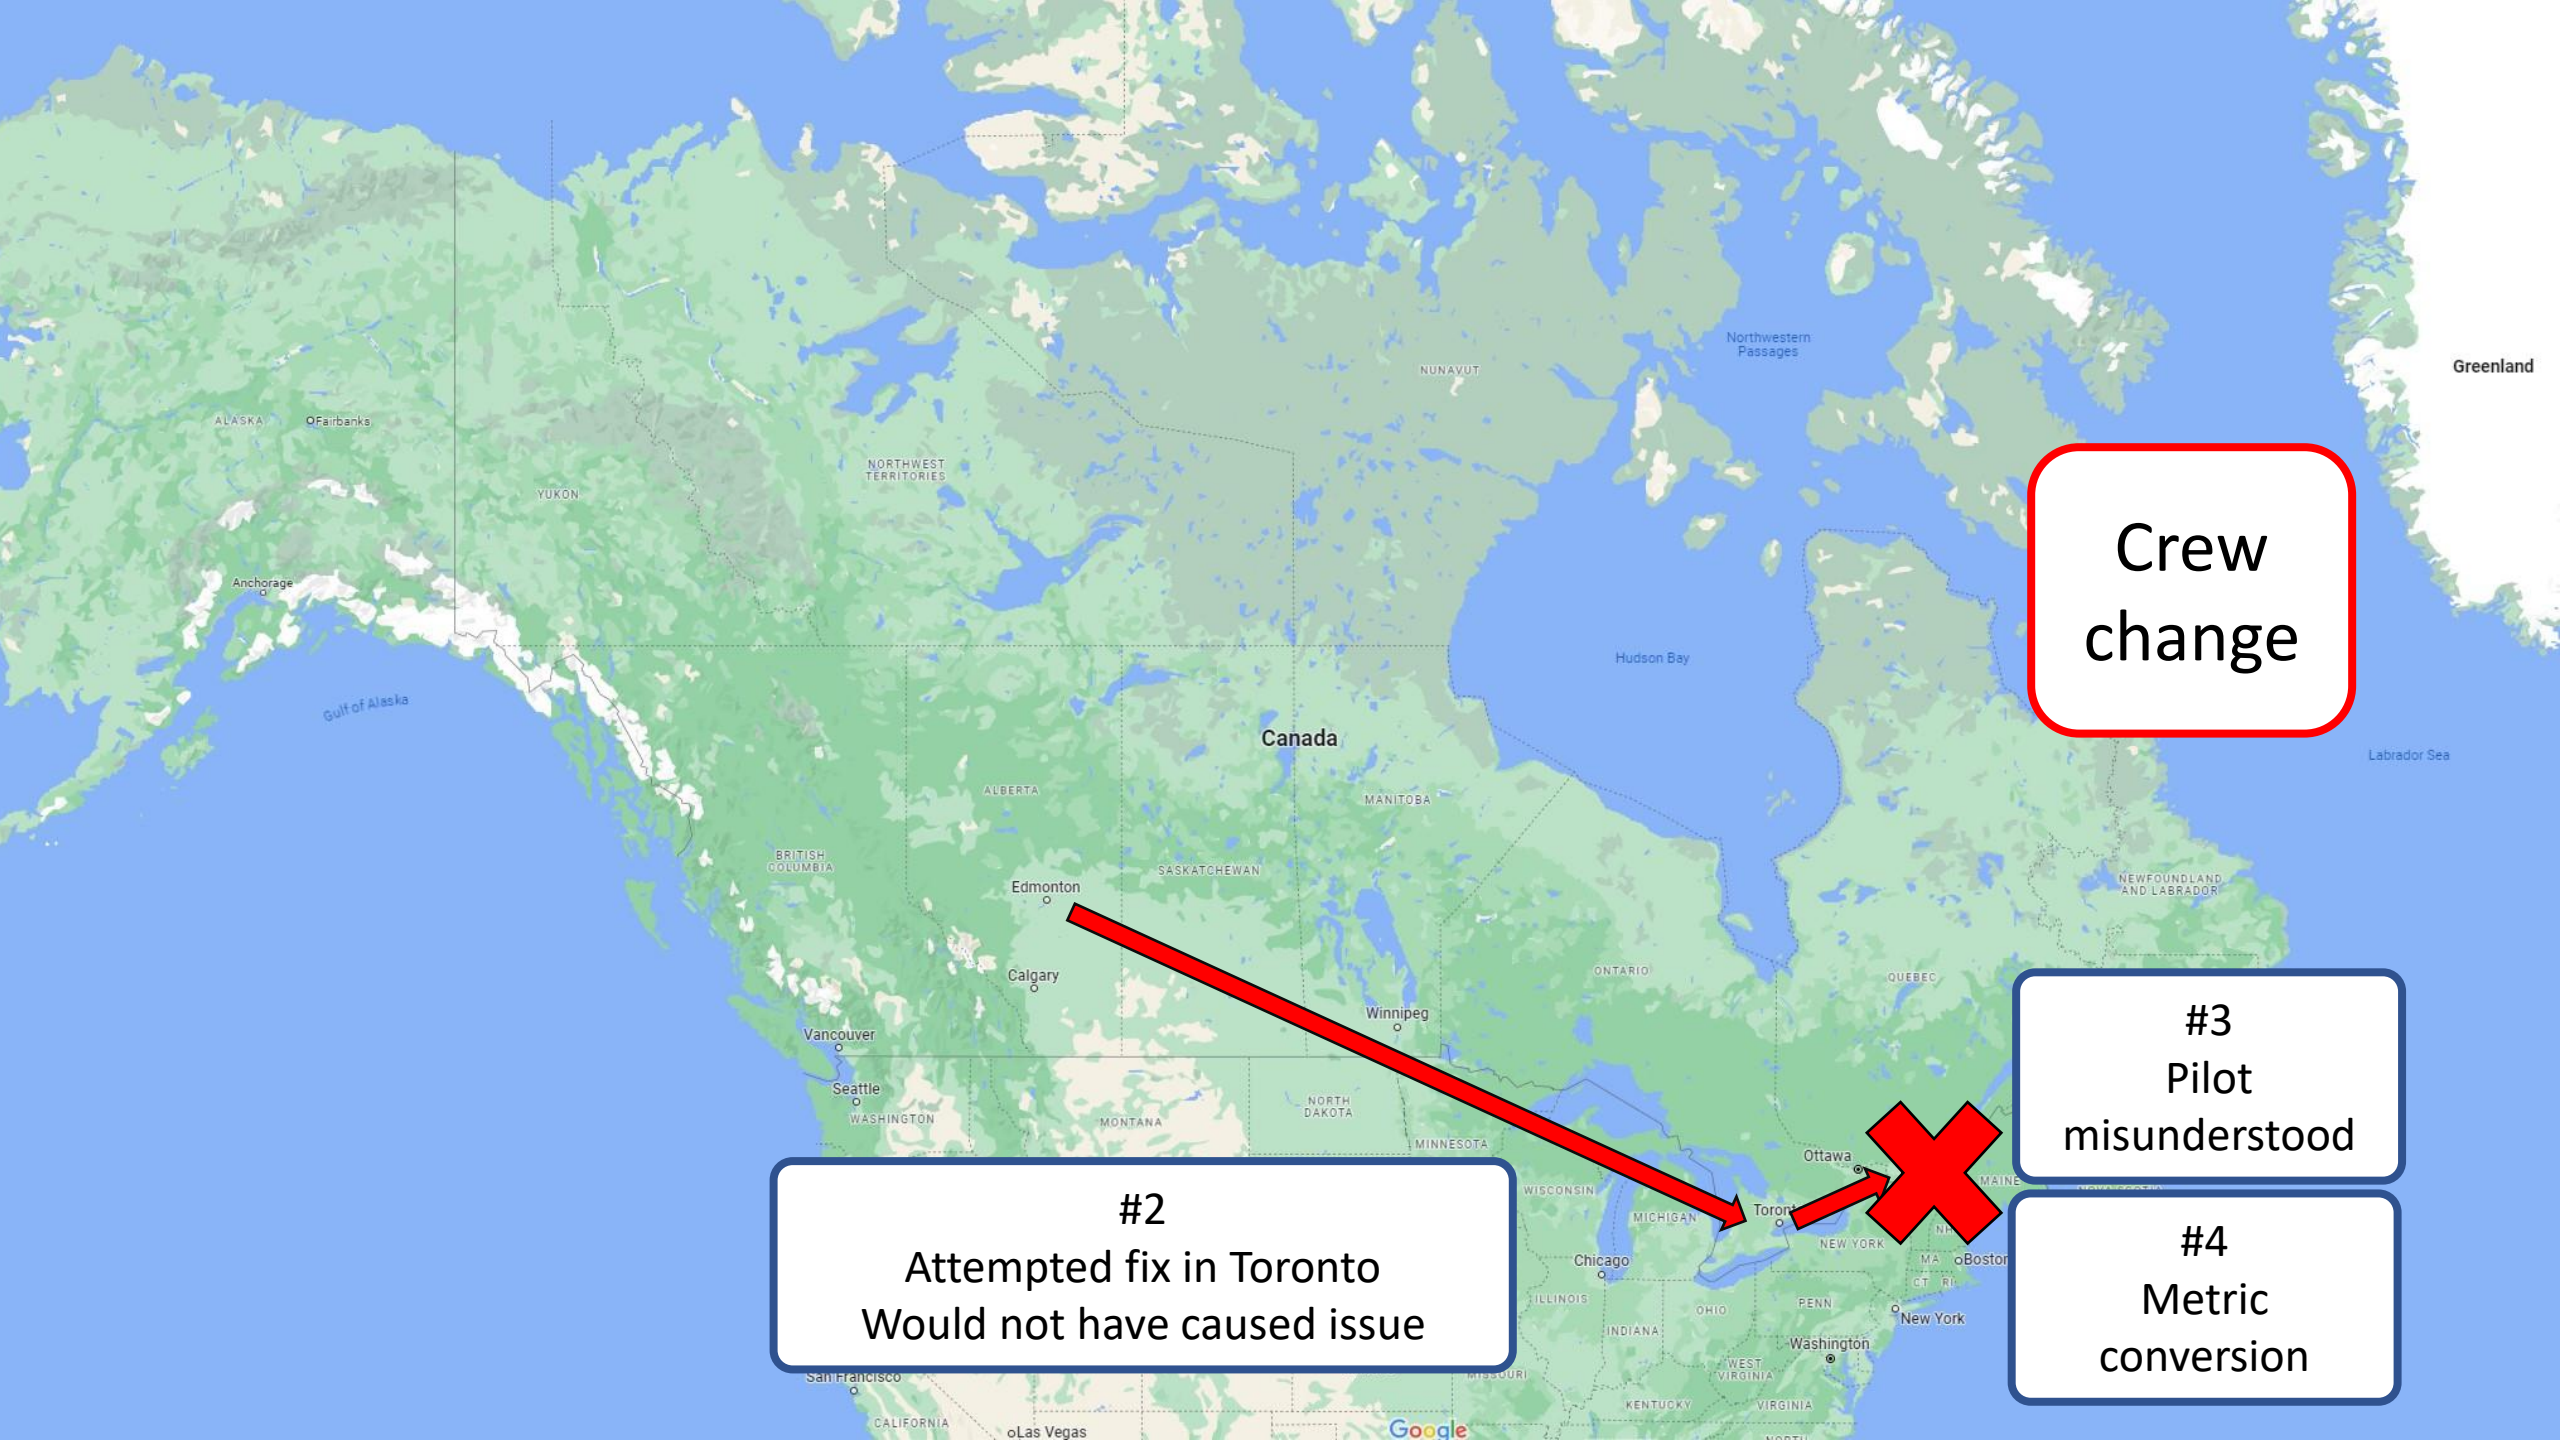 Greenland
Northwestern
Passages
NUNAVUT
ALASKA
Fairbanks
NORTHWEST
TERRITORIES
YUKON
Crew
change
Anchorage
Hudson Bay
Gulf of Alaska
Canada
Labrador Sea
ALBERTA
MANITOBA
BRITISH
COLUMBIA
SASKATCHEWAN
Edmonton
NEWFOUNDLAND
AND LABRADOR
Calgary
ONTARIO
QUEBEC
Winnipeg
Vancouver
#3
Pilot
misunderstood
Seattle
WASHINGTON
NORTH
DAKOTA
MONTANA
MINNESOTA
Ottawa
MAINE
WISCONSIN
MICHIGAN
Toront
NEW YORK
NH
#2
Attempted fix in Toronto
Would not have caused issue
#4
Metric
conversion
Chicago
MA
Boston
CT RI
ILLINOIS
OHIO
PENN
New York
INDIANA
Washington
WEST
VIRGINIA
San Francisco
MISSOURI
KENTUCKY
VIRGINIA
CALIFORNIA
Las Vegas
Google